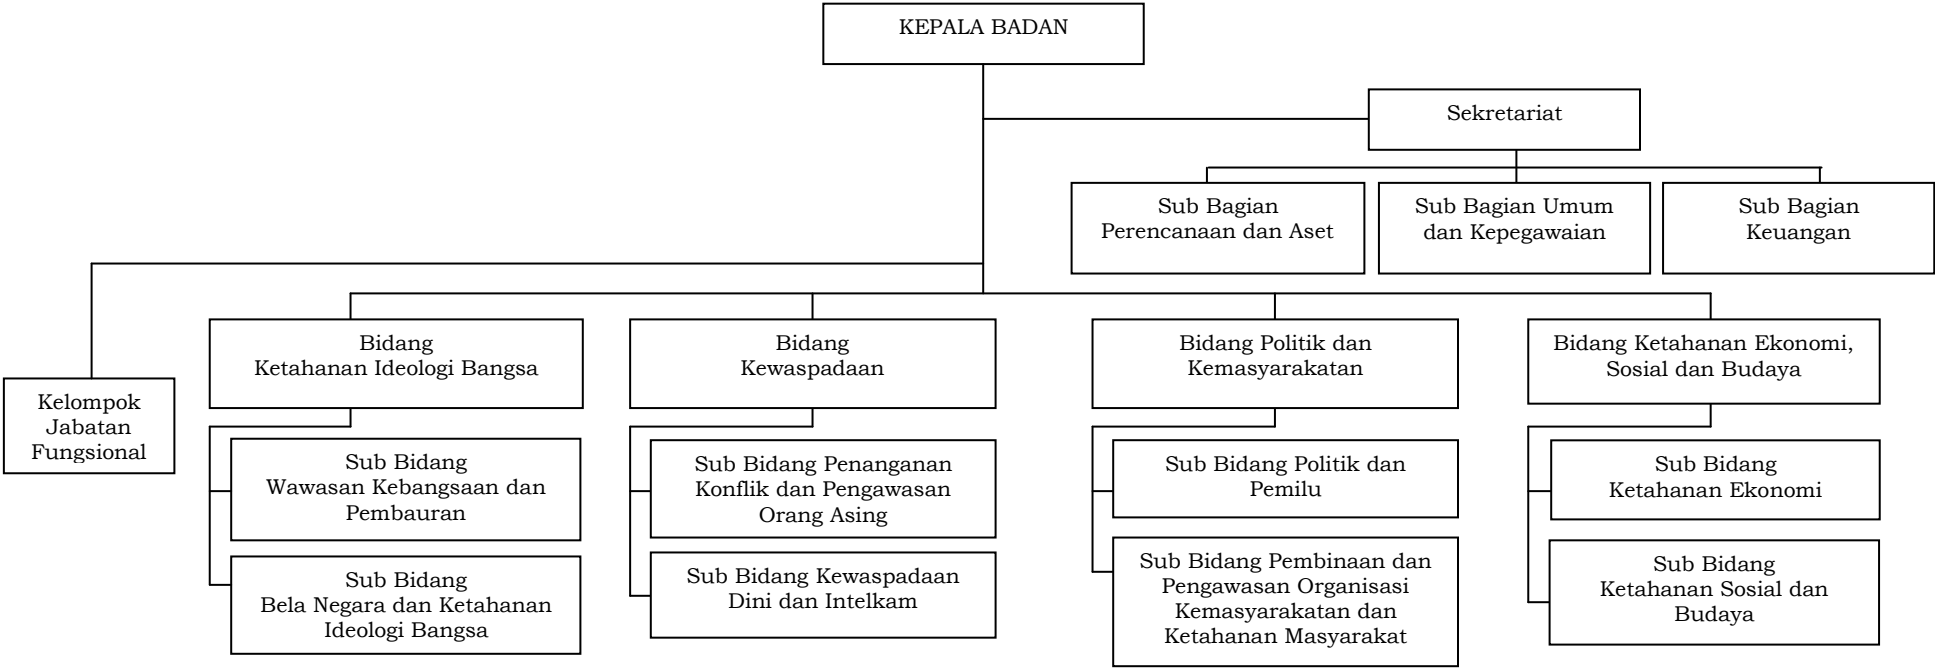 KEPALA BADAN
Sekretariat
Sub Bagian
Perencanaan dan Aset
Sub Bagian Umum
dan Kepegawaian
Sub Bagian
Keuangan
Kelompok
Jabatan
Fungsional
Bidang
Ketahanan Ideologi Bangsa
Sub Bidang
Wawasan Kebangsaan dan
Pembauran
Sub Bidang
Bela Negara dan Ketahanan
Ideologi Bangsa
Bidang
Kewaspadaan
Sub Bidang Penanganan
Konflik dan Pengawasan
Orang Asing
Sub Bidang Kewaspadaan
Dini dan Intelkam
Bidang Politik dan
Kemasyarakatan
Sub Bidang Politik dan
Pemilu
Sub Bidang Pembinaan dan
Pengawasan Organisasi
Kemasyarakatan dan
Ketahanan Masyarakat
Bidang Ketahanan Ekonomi,
Sosial dan Budaya
Sub Bidang
Ketahanan Ekonomi
Sub Bidang
Ketahanan Sosial dan
Budaya